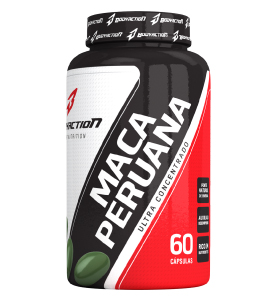 BODYACTION
BODYACTION
NUTRITION
MACA
PERUANA
ULTRA CONCENTRADO
60
CÁPSULAS